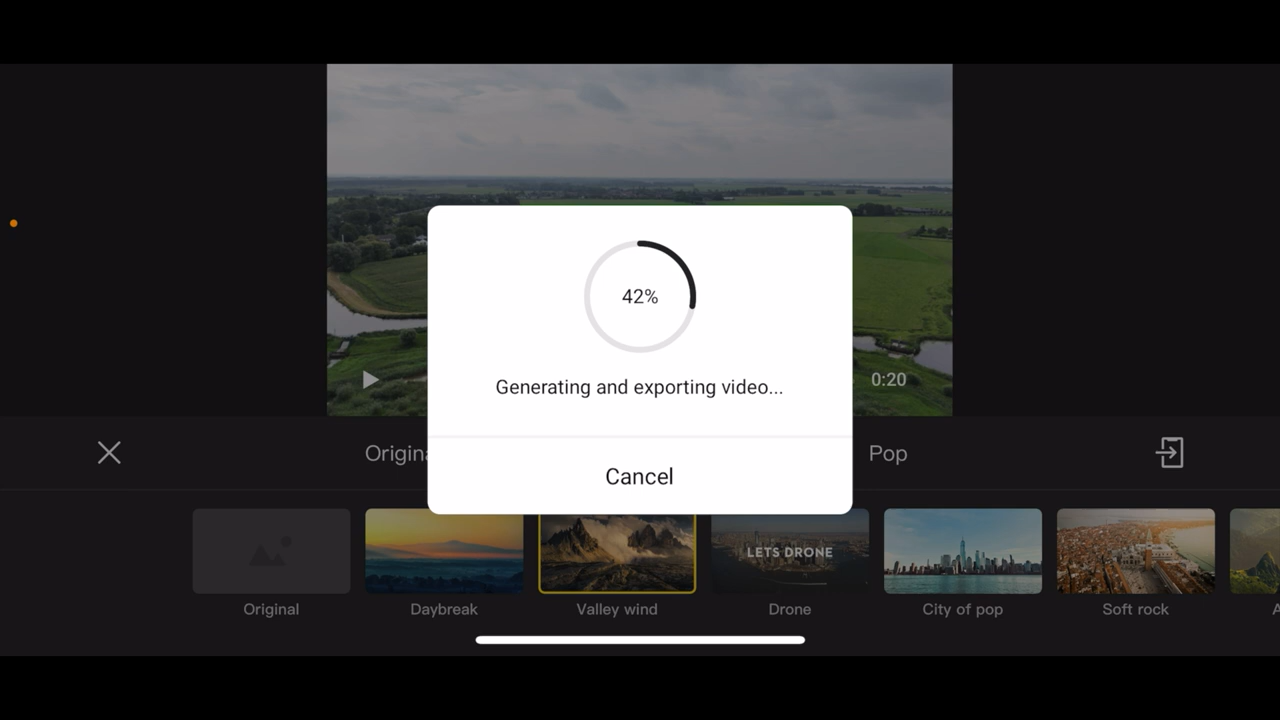 42%
Generating and exporting video...
0:20
Cancel
Origina
Pop
LETS DRONE
Original
Daybreak
Valley wind
Drone
City of pop
Soft rock
A